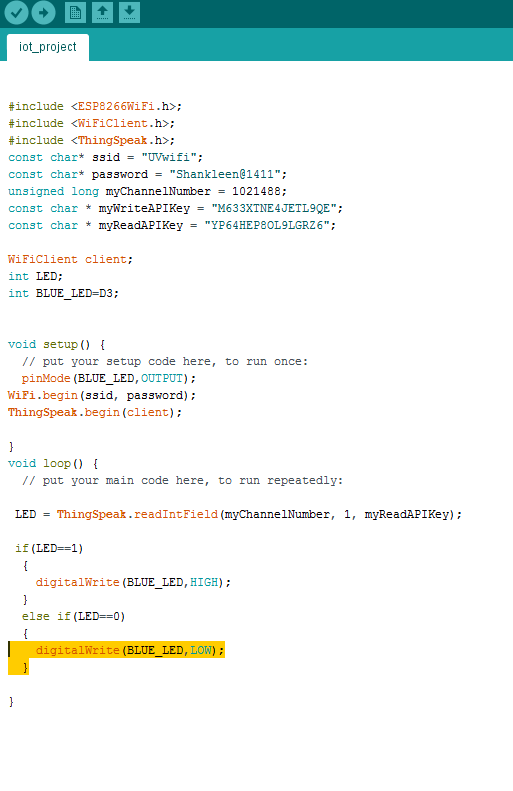 iot_project
#include <ESP8266WiFi.h>;
#include <WiFiClient.h>;
#include <ThingSpeak.h>;
const char* ssid = "UVwifi";
const char* password = "Shankleen@1411";
unsigned long myChannelNumber = 1021488;
const char * myWriteAPIKey = "M633XTNE4JETL9QE";
const char * myReadAPIKey = "YP64HEP8OL9LGRZ6";
WiFiClient client;
int LED;
int BLUE_LED=D3;
void setup() {
// put your setup code here, to run once:
pinMode(BLUE_LED,OUTPUT);
WiFi.begin(ssid, password);
ThingSpeak.begin(client);
}
void loop() {
// put your main code here, to run repeatedly:
LED = ThingSpeak.readIntField(myChannelNumber, 1, myReadAPIKey);
if(LED==1)
{
digitalWrite(BLUE_LED,HIGH);
}
else if(LED==0)
{
digitalWrite(BLUE_LED,LOW);
}
}